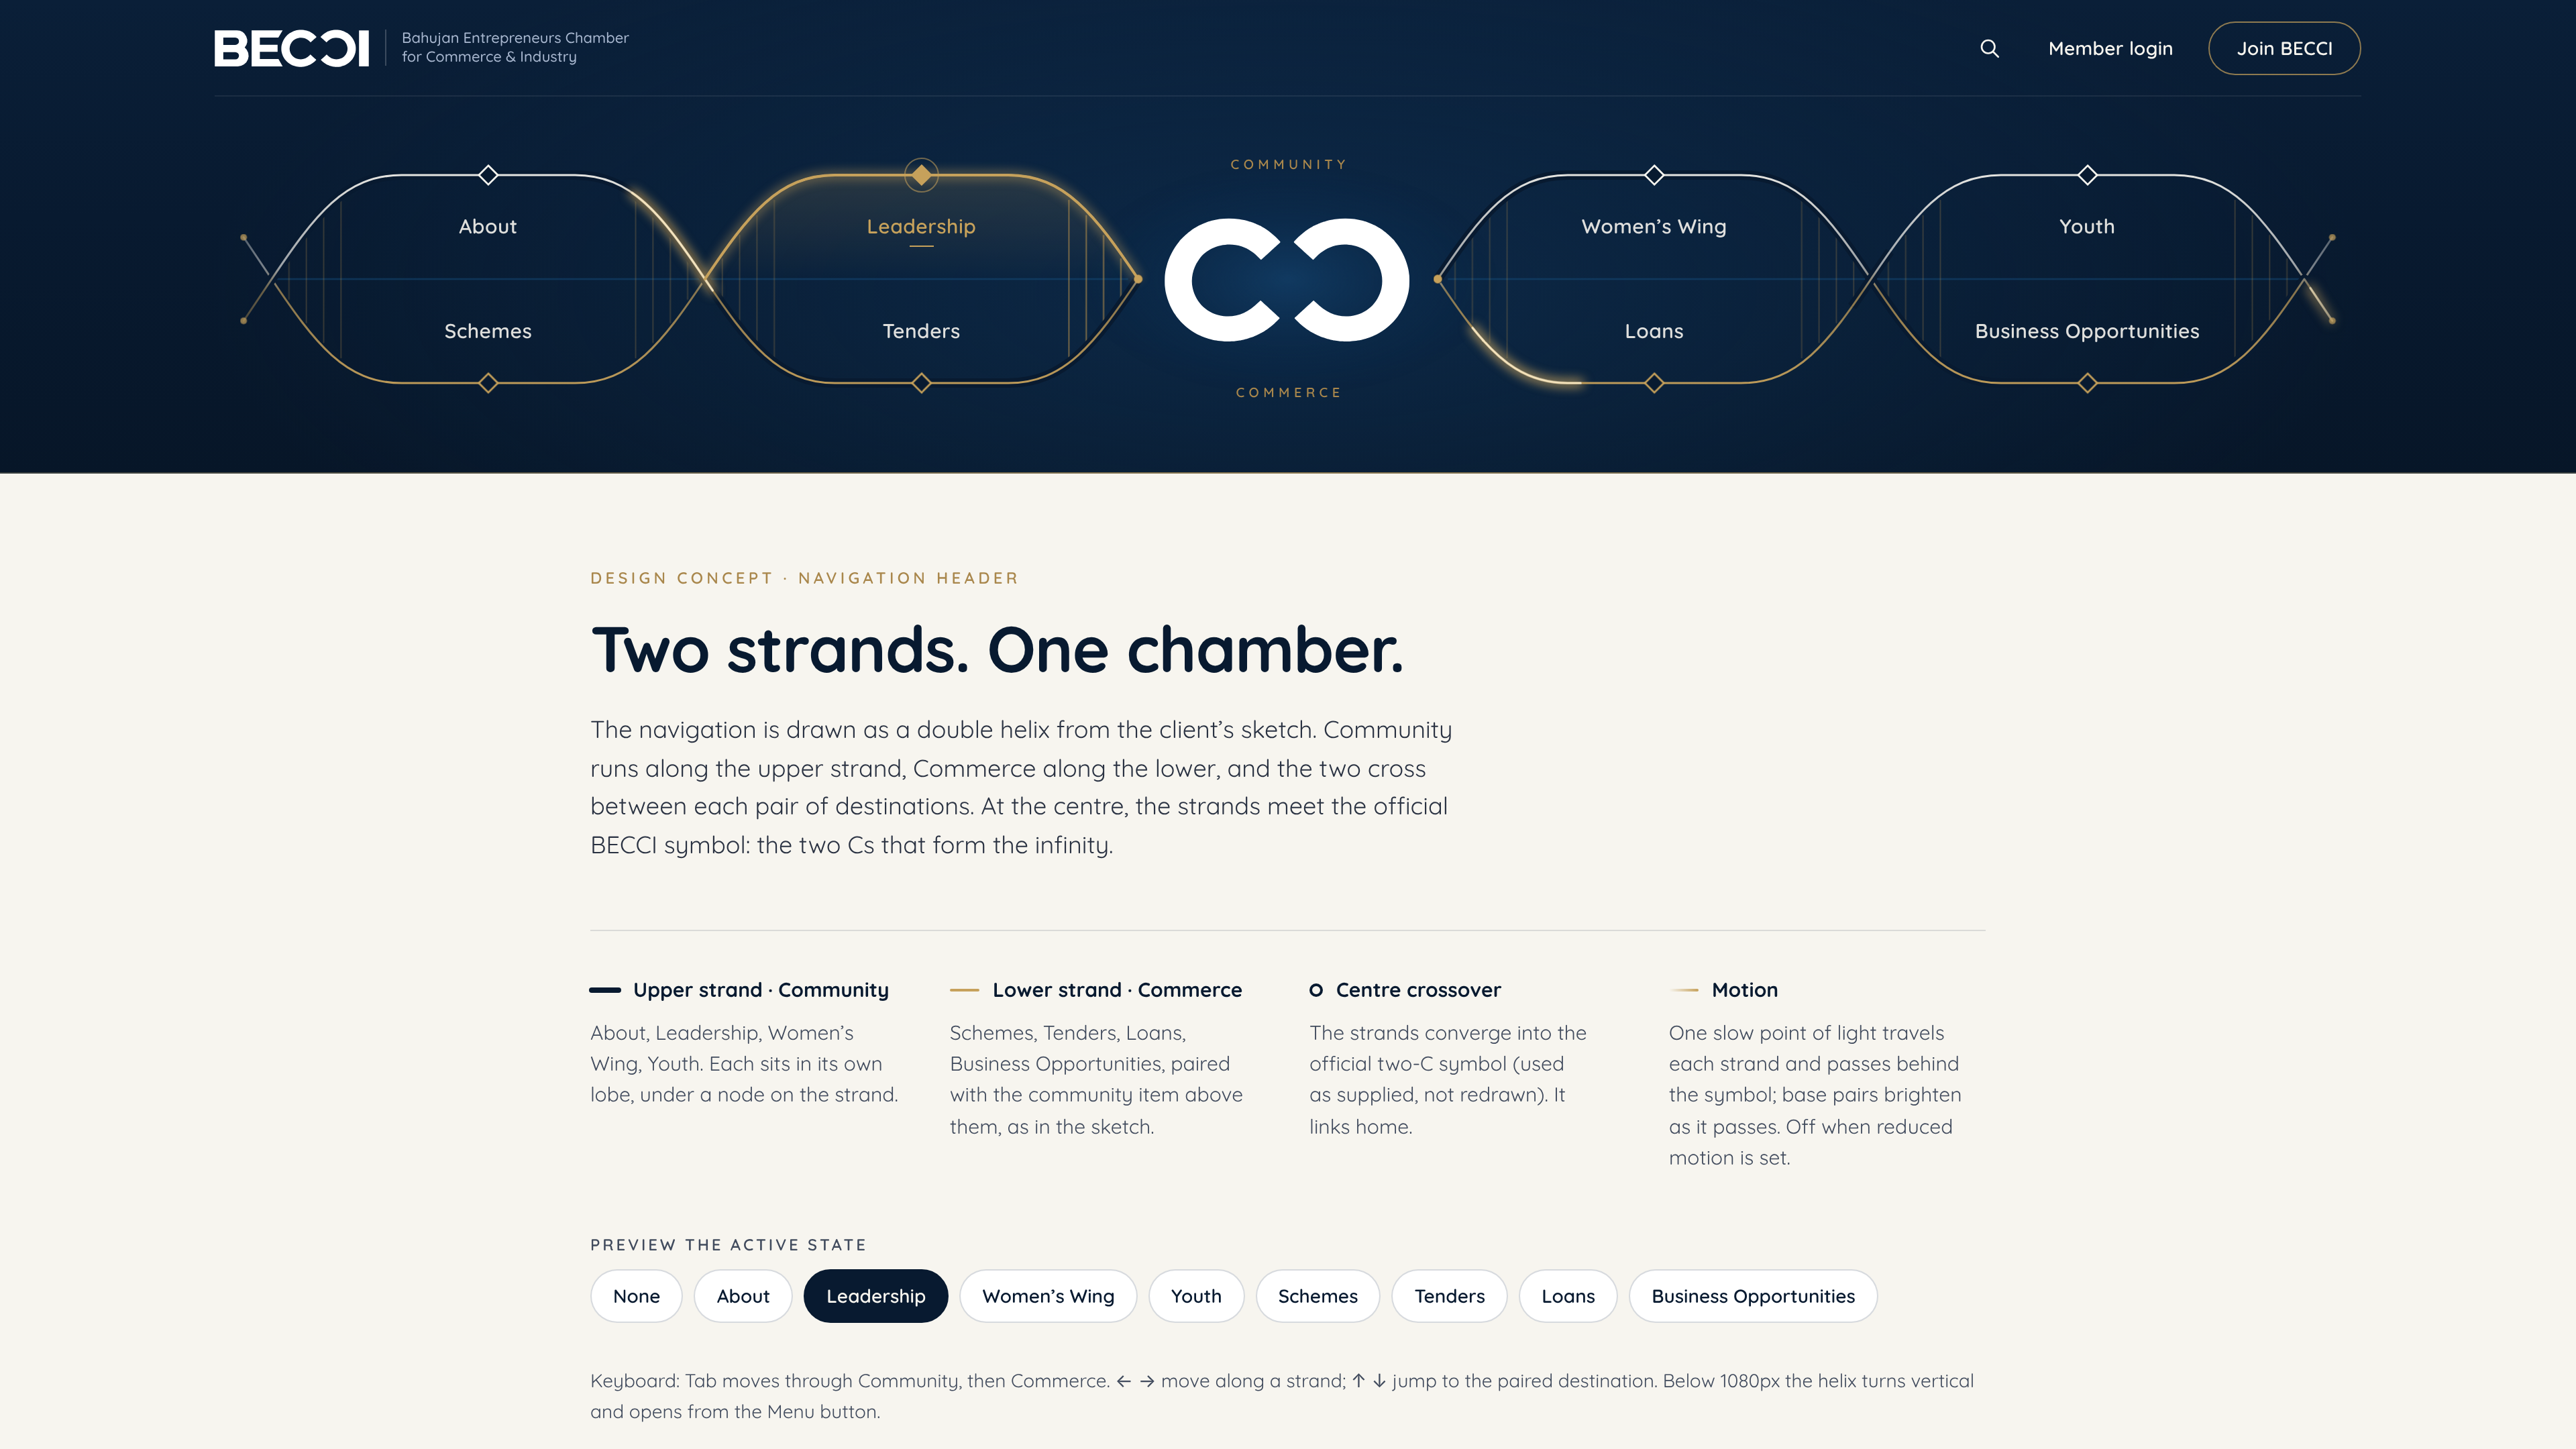 BECCI
Bahujan Entrepreneurs Chamber
for Commerce & Industry
Member login
Join BECCI
COMMUNITY
About
Leadership
Women’s Wing
Youth
Schemes
Tenders
Loans
Business Opportunities
COMMERCE
DESIGN CONCEPT · NAVIGATION HEADER
Two strands. One chamber.
The navigation is drawn as a double helix from the client’s sketch. Community
runs along the upper strand, Commerce along the lower, and the two cross
between each pair of destinations. At the centre, the strands meet the official
BECCI symbol: the two Cs that form the infinity.
Upper strand · Community
About, Leadership, Women’s
Wing, Youth. Each sits in its own
lobe, under a node on the strand.
Lower strand · Commerce
Schemes, Tenders, Loans,
Business Opportunities, paired
with the community item above
them, as in the sketch.
Centre crossover
The strands converge into the
official two-C symbol (used
as supplied, not redrawn). It
links home.
Motion
One slow point of light travels
each strand and passes behind
the symbol; base pairs brighten
as it passes. Off when reduced
motion is set.
PREVIEW THE ACTIVE STATE
None
About
Leadership
Women’s Wing
Youth
Schemes
Tenders
Loans
Business Opportunities
Keyboard: Tab moves through Community, then Commerce. ← → move along a strand; ↑ ↓ jump to the paired destination. Below 1080px the helix turns vertical
and opens from the Menu button.